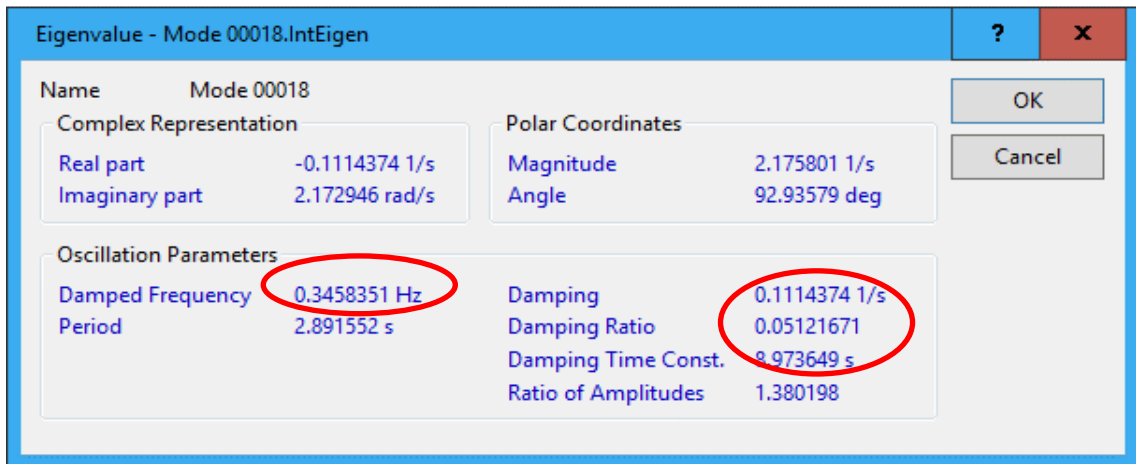 Eigenvalue - Mode 00018.IntEigen ? x
Name Mode 00018
OK
Cancel
Complex Representation
Real part -0.1114374 1/s
Imaginary part 2.172946 rad/s
Polar Coordinates
Magnitude 2.175801 1/s
Angle 92.93579 deg
Oscillation Parameters
Damped Frequency 0.3458351 Hz
Period 2.891552 s
Damping 0.1114374 1/s
Damping Ratio 0.05121671
Damping Time Const. 8.973649 s
Ratio of Amplitudes 1.380198